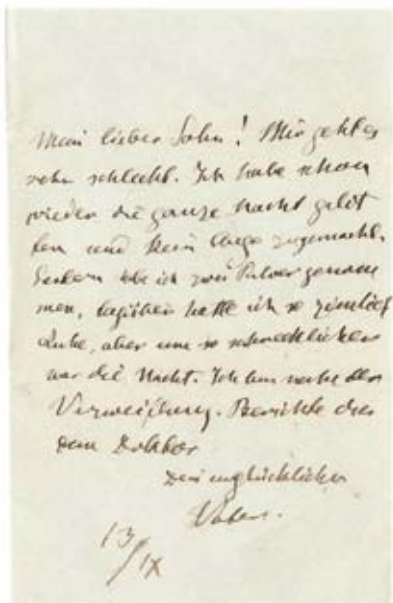 Mein lieber Sohn! Mir geht es
sehr schlecht. Ich habe schon
wieder die ganze Nacht gelit
ten und kein Auge zugemacht.
Gestern habe ich zwei Pulver genom
men, tagsüber hatte ich so ziemlich
Ruhe, aber um so schrecklicher
war die Nacht. Ich bin nahe der
Verzweiflung. Berichte dies
dem Doktor
Dein unglücklicher
Vater.
13/IX